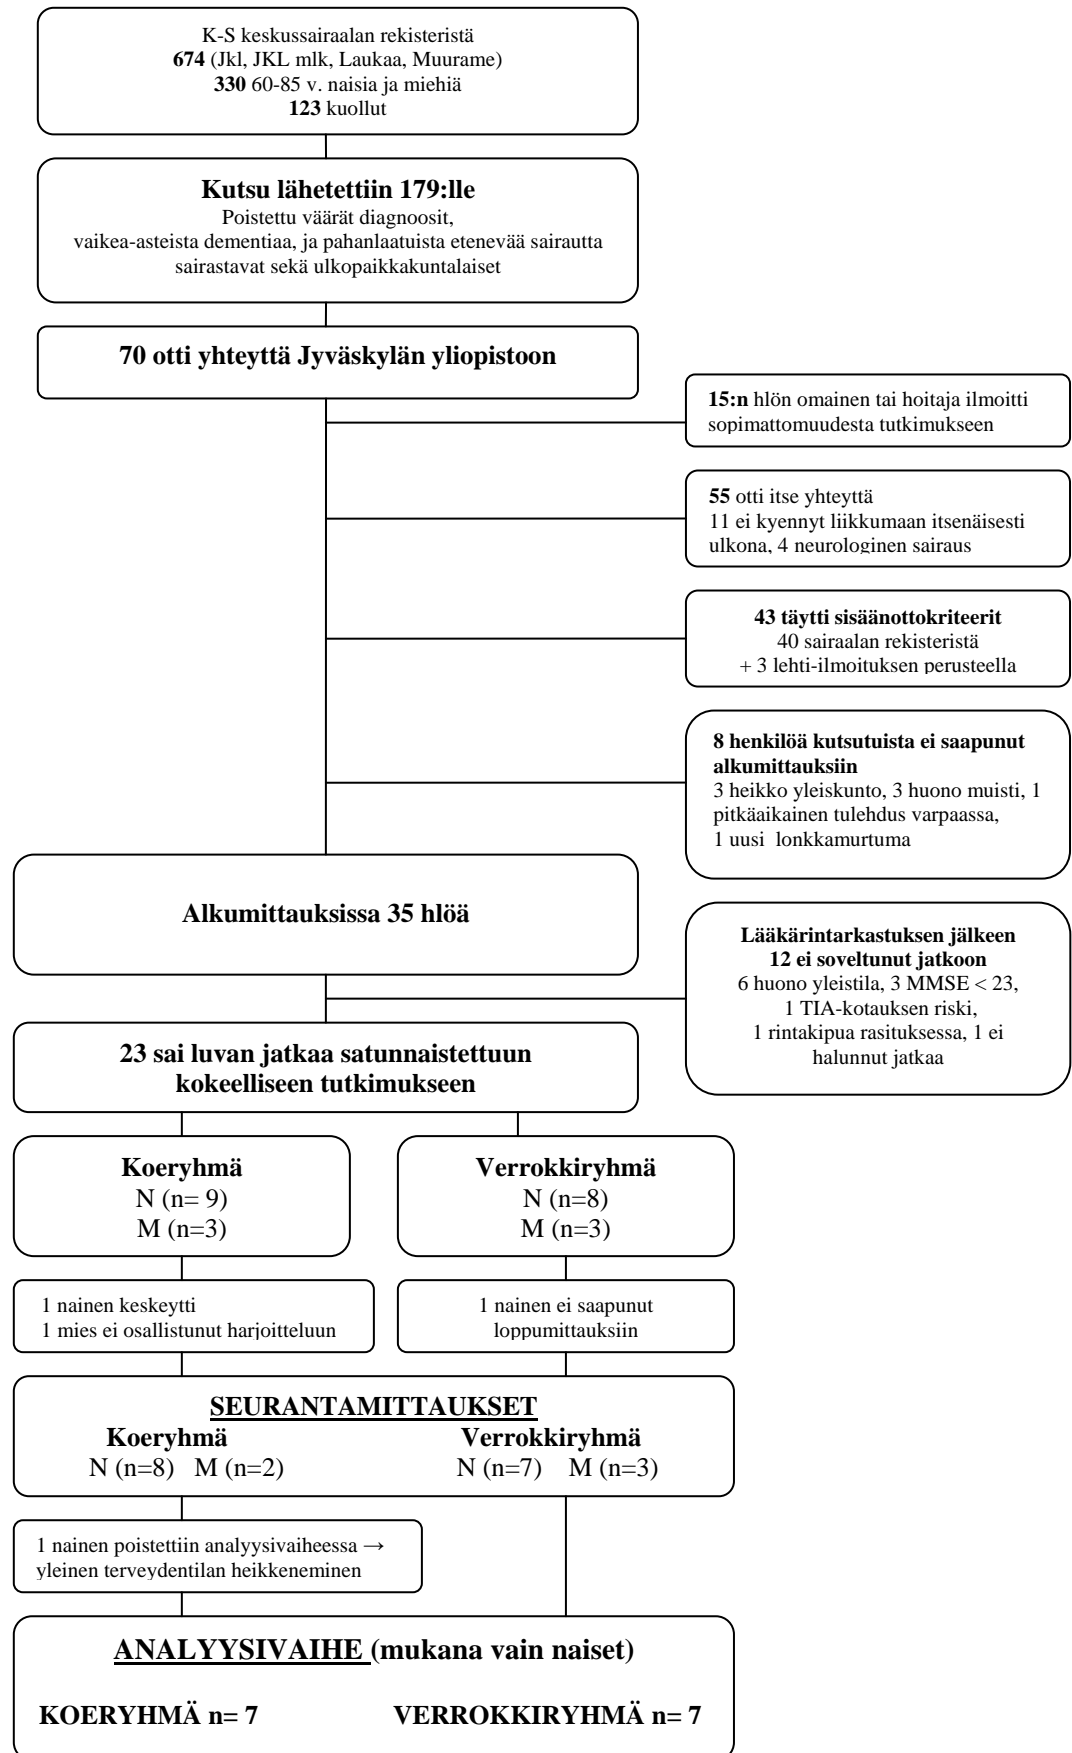 K-S keskussairaalan rekisteristä
674 (Jkl, JKL mlk, Laukaa, Muurame)
330 60-85 v. naisia ja miehiä
123 kuollut
Kutsu lähetettiin 179:lle
Poistettu väärät diagnoosit,
vaikea-asteista dementiaa, ja pahanlaatuista etenevää sairautta
sairastavat sekä ulkopaikkakuntalaiset
70 otti yhteyttä Jyväskylän yliopistoon
15:n hlön omainen tai hoitaja ilmoitti
sopimattomuudesta tutkimukseen
55 otti itse yhteyttä
11 ei kyennyt liikkumaan itsenäisesti
ulkona, 4 neurologinen sairaus
43 täytti sisäänottokriteerit
40 sairaalan rekisteristä
+ 3 lehti-ilmoituksen perusteella
8 henkilöä kutsutuista ei saapunut
alkumittauksiin
3 heikko yleiskunto, 3 huono muisti, 1
pitkäaikainen tulehdus varpaassa,
1 uusi lonkkamurtuma
Alkumittauksissa 35 hlöä
Lääkärintarkastuksen jälkeen
12 ei soveltunut jatkoon
6 huono yleistila, 3 MMSE < 23,
1 TIA-kotauksen riski,
1 rintakipua rasituksessa, 1 ei
halunnut jatkaa
23 sai luvan jatkaa satunnaistettuun
kokeelliseen tutkimukseen
Koeryhmä
N (n= 9)
M (n=3)
Verrokkiryhmä
N (n=8)
M (n=3)
1 nainen keskeytti
1 mies ei osallistunut harjoitteluun
1 nainen ei saapunut
loppumittauksiin
SEURANTAMITTAUKSET
Koeryhmä Verrokkiryhmä
N (n=8) M (n=2) N (n=7) M (n=3)
1 nainen poistettiin analyysivaiheessa →
yleinen terveydentilan heikkeneminen
ANALYYSIVAIHE (mukana vain naiset)
KOERYHMÄ n= 7 VERROKKIRYHMÄ n= 7